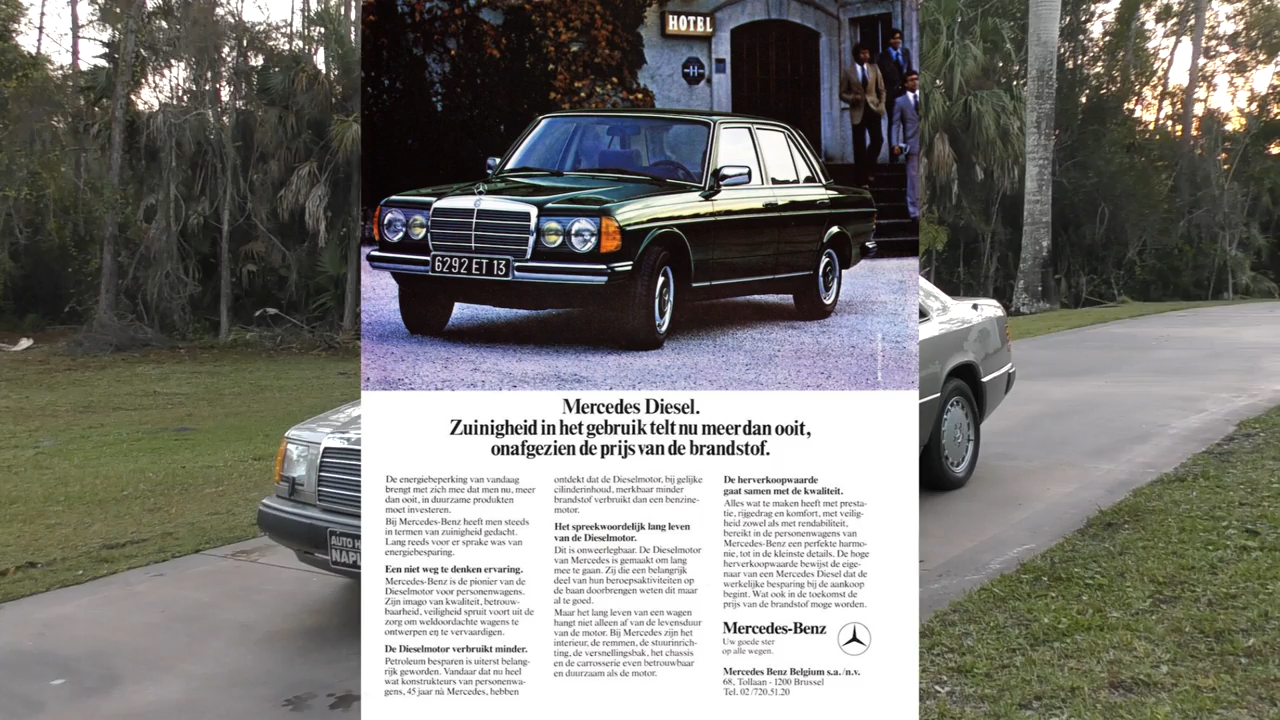 HOTEL
H
6292 ET 13
Mercedes Diesel.
Zuinigheid in het gebruik telt nu meer dan ooit,
onafgezien de prijs van de brandstof.
De energiebeperking van vandaag
brengt met zich mee dat men nu, meer
dan ooit, in duurzame produkten
moet investeren.
Bij Mercedes-Benz heeft men steeds
in termen van zuinigheid gedacht.
Lang reeds voor er sprake was van
energiebesparing.
Een niet weg te denken ervaring.
Mercedes-Benz is de pionier van de
Dieselmotor voor personenwagens.
Zijn imago van kwaliteit, betrouw-
baarheid, veiligheid spruit voort uit de
zorg om weldoordachte wagens te
ontwerpen en te vervaardigen.
De Dieselmotor verbruikt minder.
Petroleum besparen is uiterst belang-
rijk geworden. Vandaar dat nu heel
wat konstrukteurs van personenwa-
gens, 45 jaar nà Mercedes, hebben
ontdekt dat de Dieselmotor, bij gelijke
cilinderinhoud, merkbaar minder
brandstof verbruikt dan een benzine-
motor.
Het spreekwoordelijk lang leven
van de Dieselmotor.
Dit is onweerlegbaar. De Dieselmotor
van Mercedes is gemaakt om lang
mee te gaan. Zij die een belangrijk
deel van hun beroepsaktiviteiten op
de baan doorbrengen weten dit maar
al te goed.
Maar het lang leven van een wagen
hangt niet alleen af van de levensduur
van de motor. Bij Mercedes zijn het
interieur, de remmen, de stuurinrich-
ting, de versnellingsbak, het chassis
en de carrosserie even betrouwbaar
en duurzaam als de motor.
De herverkoopwaarde
gaat samen met de kwaliteit.
Alles wat te maken heeft met presta-
tie, rijgedrag en komfort, met veilig-
heid zowel als met rendabiliteit,
bereikt in de personenwagens van
Mercedes-Benz een perfekte harmo-
nie, tot in de kleinste details. De hoge
herverkoopwaarde bewijst de eige-
naar van een Mercedes Diesel dat de
werkelijke besparing bij de aankoop
begint. Wat ook in de toekomst de
prijs van de brandstof moge worden.
Mercedes-Benz
Uw goede ster
op alle wegen.
Mercedes Benz Belgium s.a./n.v.
68, Tollaan - 1200 Brussel
Tel. 02/720.51.20
AUTO H
NAPL